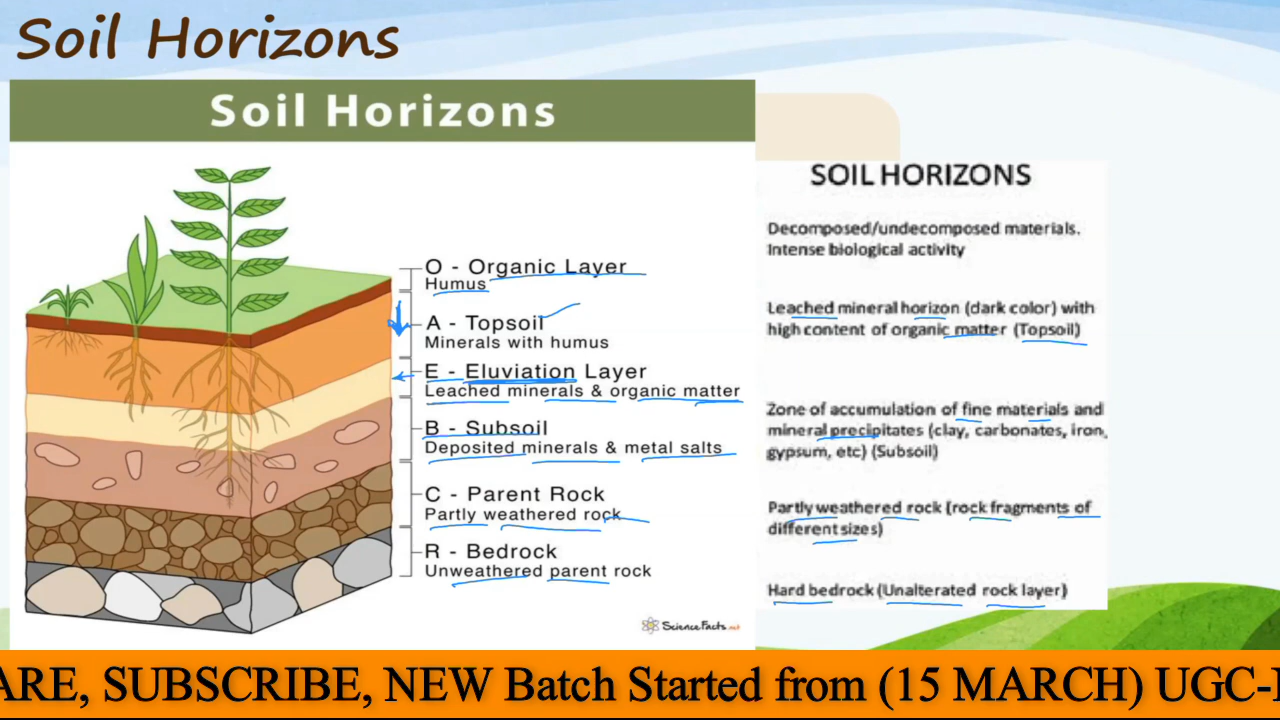 Soil Horizons
Soil Horizons
O - Organic Layer
Humus
A - Topsoil
Minerals with humus
E - Eluviation Layer
Leached minerals & organic matter
B - Subsoil
Deposited minerals & metal salts
C - Parent Rock
Partly weathered rock
R - Bedrock
Unweathered parent rock
ScienceFacts.net
SOIL HORIZONS
Decomposed/undecomposed materials.
Intense biological activity
Leached mineral horizon (dark color) with
high content of organic matter (Topsoil)
Zone of accumulation of fine materials and
mineral precipitates (clay, carbonates, iron,
gypsum, etc) (Subsoil)
Partly weathered rock (rock fragments of
different sizes)
Hard bedrock (Unalterated rock layer)
ARE, SUBSCRIBE, NEW Batch Started from (15 MARCH) UGC-